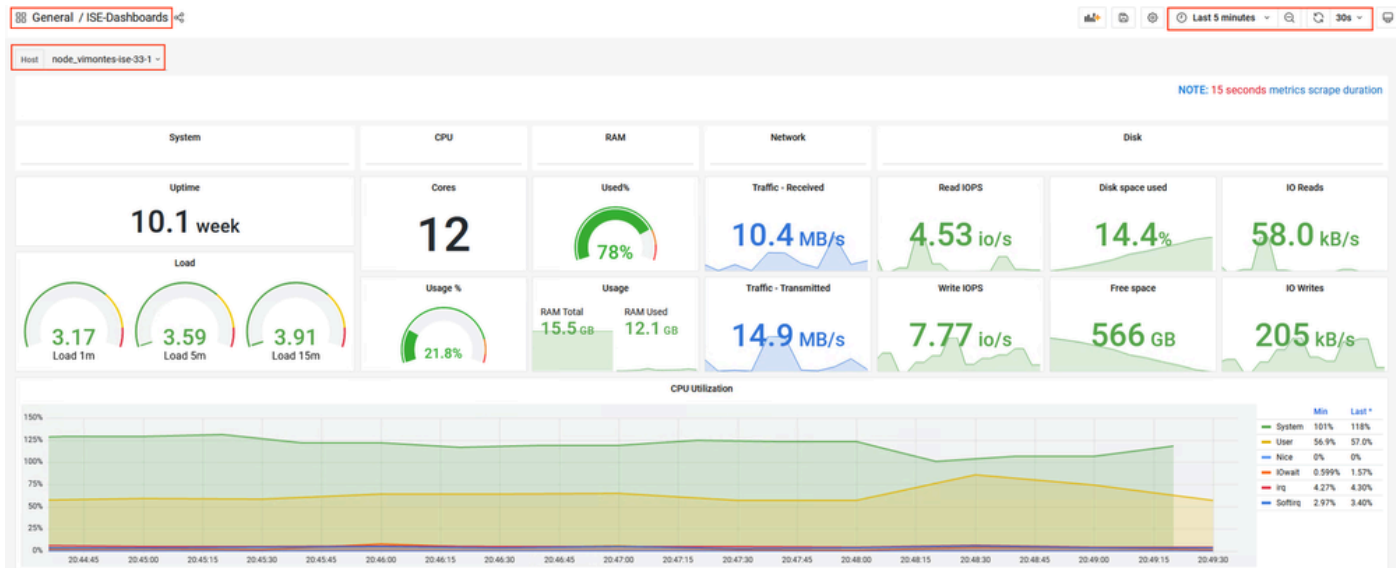 General / ISE-Dashboards
Last 5 minutes
30s
Host node_vimontes-ise-33-1
NOTE: 15 seconds metrics scrape duration
System CPU RAM Network Disk
Uptime
10.1 week
Cores
12
Used%
78%
Traffic - Received
10.4 MB/s
Read IOPS
4.53 io/s
Disk space used
14.4%
IO Reads
58.0 kB/s
Load
3.17
Load 1m
3.59
Load 5m
3.91
Load 15m
Usage %
21.8%
Usage
RAM Total
15.5 GB
RAM Used
12.1 GB
Traffic - Transmitted
14.9 MB/s
Write IOPS
7.77 io/s
Free space
566 GB
IO Writes
205 kB/s
CPU Utilization
150%
125%
100%
75%
50%
25%
0%
20:44:45 20:45:00 20:45:15 20:45:30 20:45:45 20:46:00 20:46:15 20:46:30 20:46:45 20:47:00 20:47:15 20:47:30 20:47:45 20:48:00 20:48:15 20:48:30 20:48:45 20:49:00 20:49:15 20:49:30
Min Last *
System 101% 118%
User 56.9% 57.0%
Nice 0% 0%
IOwait 0.599% 1.57%
irq 4.27% 4.30%
Softirq 2.97% 3.40%